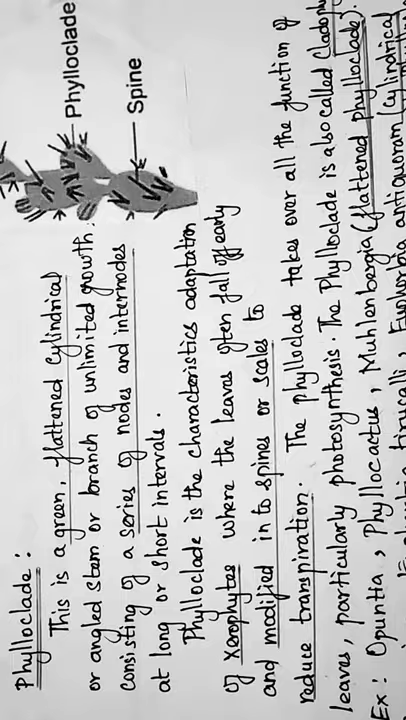 Phylloclade
Spine
Phylloclade :
This is a green, flattened cylindrical
or angled stem or branch of unlimited growth.
consisting of a series of nodes and internodes
at long or short intervals.
Phylloclade is the characteristics adaptation
of Xerophytes where the leaves often fall off early
and modified in to spines or scales to
reduce transpiration. The phylloclade takes over all the function of
leaves, particularly photosynthesis. The Phylloclade is also called
Ex: Opuntia, Phyllocactus, Muhlenbergia (flattened phylloclade),
Euphorbia tirucalli, Euphorbia antiquoram (cylindrical